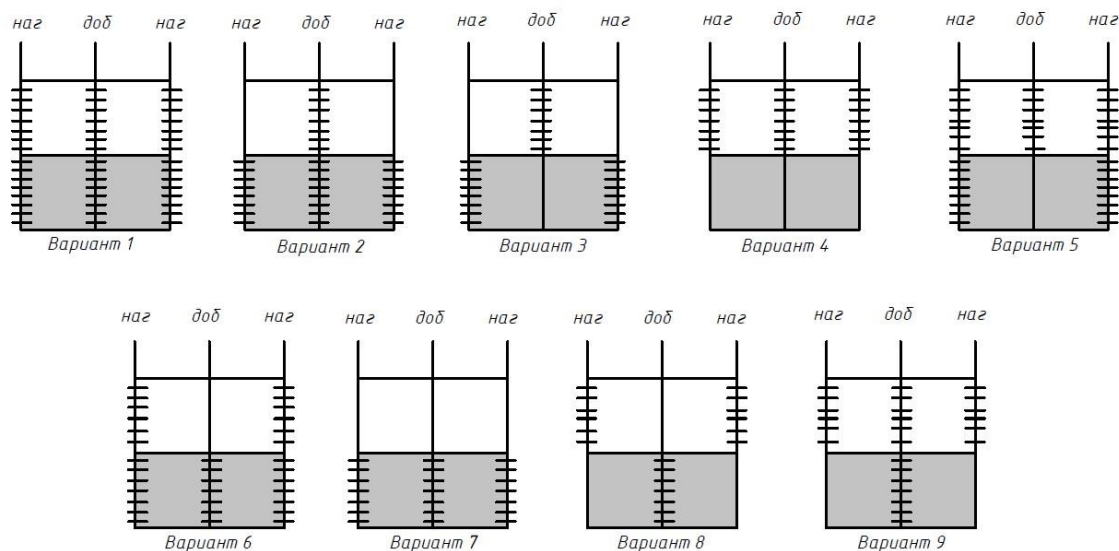 наг доб наг наг доб наг наг доб наг наг доб наг наг доб наг
Вариант 1 Вариант 2 Вариант 3 Вариант 4 Вариант 5
наг доб наг наг доб наг наг доб наг наг доб наг
Вариант 6 Вариант 7 Вариант 8 Вариант 9